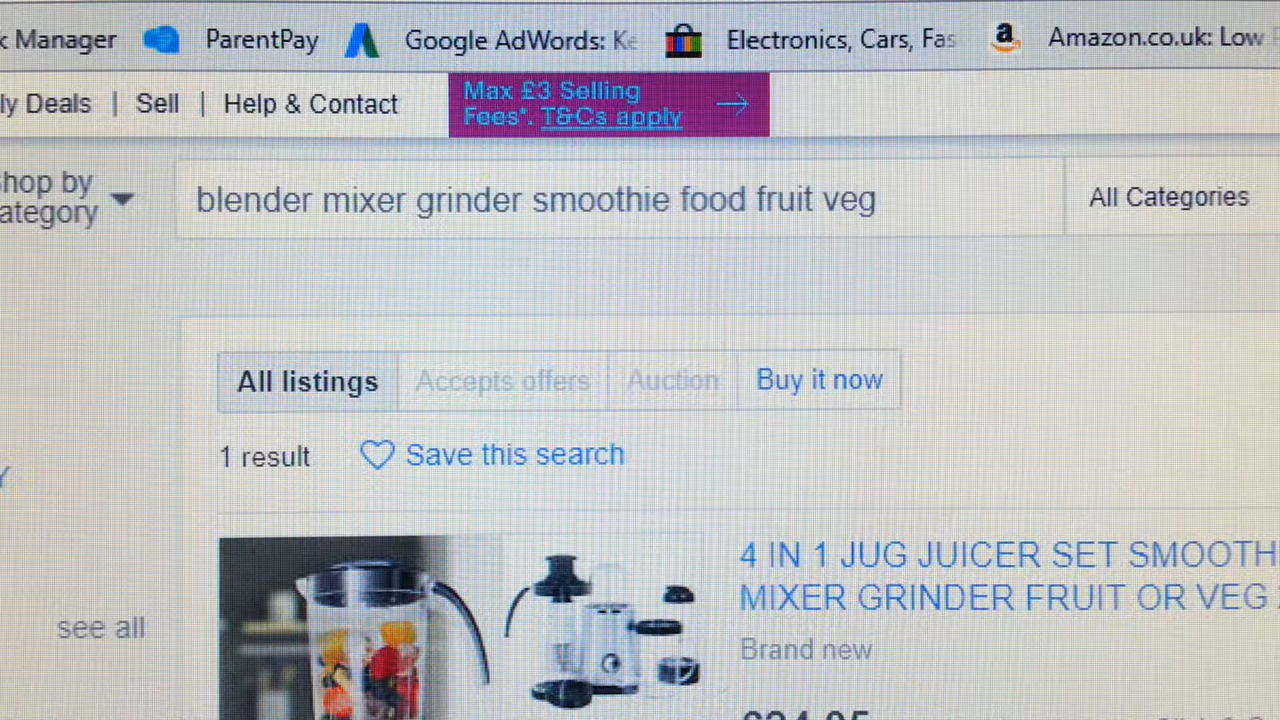 k Manager ParentPay Google AdWords: Ke Electronics, Cars, Fas Amazon.co.uk: Low
ly Deals | Sell | Help & Contact
Max £3 Selling
Fees*. T&Cs apply
hop by
ategory
blender mixer grinder smoothie food fruit veg
All Categories
All listings Accepts offers Auction Buy it now
1 result Save this search
4 IN 1 JUG JUICER SET SMOOTH
MIXER GRINDER FRUIT OR VEG
see all
Brand new